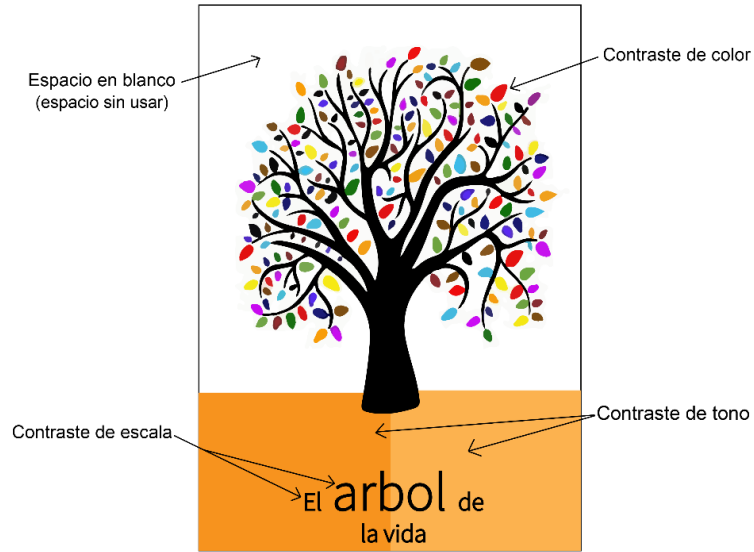 Espacio en blanco
(espacio sin usar)
Contraste de color
Contraste de escala
Contraste de tono
El arbol de
la vida